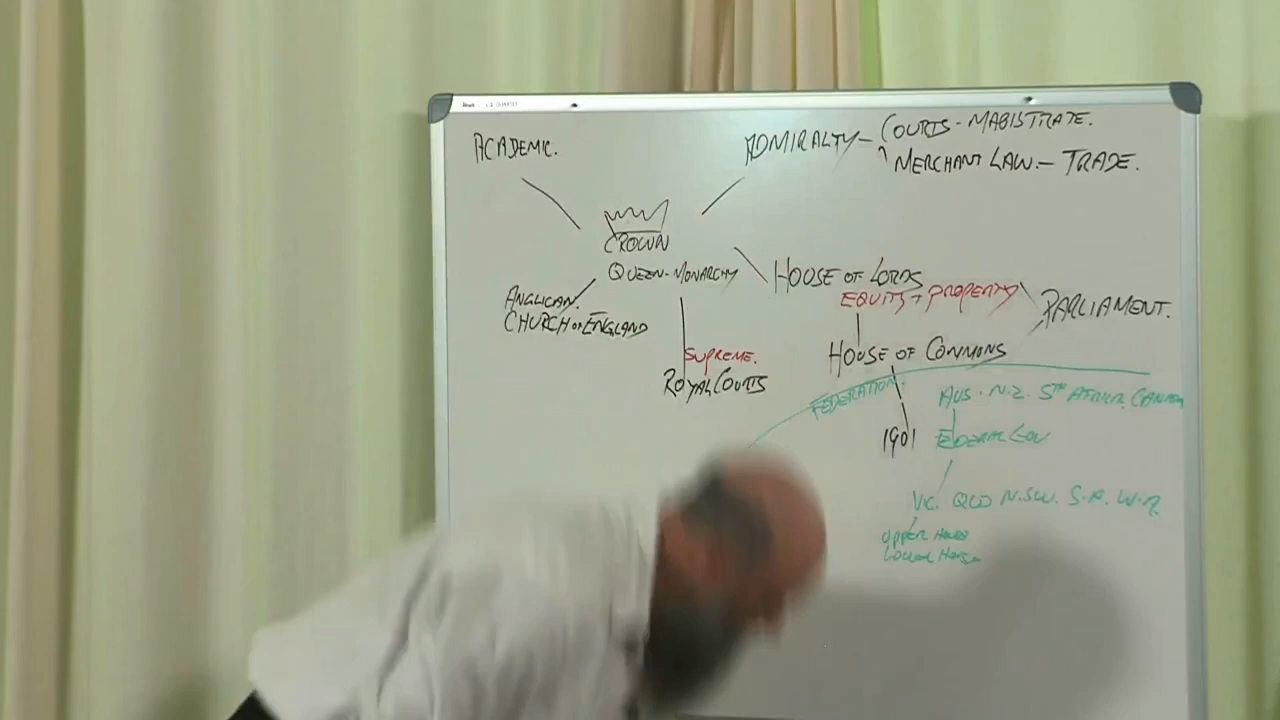 ACADEMIC.
ADMIRALTY - COURTS - MAGISTRATE.
MERCHANT LAW. - TRADE.
CROWN
QUEEN-MONARCHY
HOUSE OF LORDS
EQUITY + PROPERTY
PARLIAMENT.
ANGLICAN.
CHURCH OF ENGLAND
SUPREME.
ROYAL COURTS
HOUSE OF COMMONS
FEDERATION.
AUS. N.Z. STH AFRICA. CANADA
1901
FEDERAL GOV
VIC. QLD N.SW. S.A. W.A.
UPPER HOUSE
LOWER HOUSE